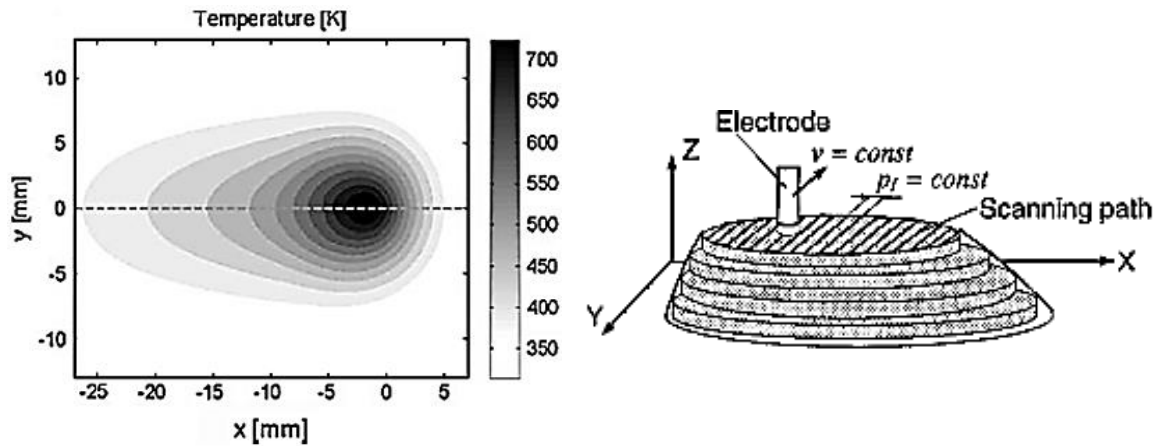 Temperature [K]
10
5
0
-5
-10
y [mm]
-25
-20
-15
-10
-5
0
5
x [mm]
700
650
600
550
500
450
400
350
Electrode
Z
v = const
pf = const
Scanning path
X
Y